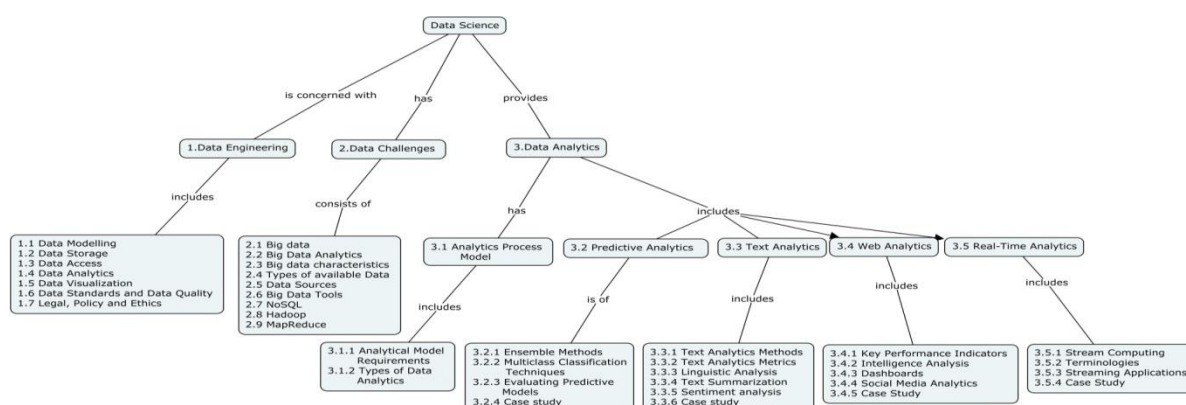 Data Science
is concerned with
has
provides
1.Data Engineering
2.Data Challenges
3.Data Analytics
includes
consists of
has
includes
1.1 Data Modelling
1.2 Data Storage
1.3 Data Access
1.4 Data Analytics
1.5 Data Visualization
1.6 Data Standards and Data Quality
1.7 Legal, Policy and Ethics
2.1 Big data
2.2 Big Data Analytics
2.3 Big data characteristics
2.4 Types of available Data
2.5 Data Sources
2.6 Big Data Tools
2.7 NoSQL
2.8 Hadoop
2.9 MapReduce
3.1 Analytics Process
Model
3.2 Predictive Analytics
3.3 Text Analytics
3.4 Web Analytics
3.5 Real-Time Analytics
includes
is of
includes
includes
includes
3.1.1 Analytical Model
Requirements
3.1.2 Types of Data
Analytics
3.2.1 Ensemble Methods
3.2.2 Multiclass Classification
Techniques
3.2.3 Evaluating Predictive
Models
3.2.4 Case study
3.3.1 Text Analytics Methods
3.3.2 Text Analytics Metrics
3.3.3 Linguistic Analysis
3.3.4 Text Summarization
3.3.5 Sentiment analysis
3.3.6 Case study
3.4.1 Key Performance Indicators
3.4.2 Intelligence Analysis
3.4.3 Dashboards
3.4.4 Social Media Analytics
3.4.5 Case Study
3.5.1 Stream Computing
3.5.2 Terminologies
3.5.3 Streaming Applications
3.5.4 Case Study